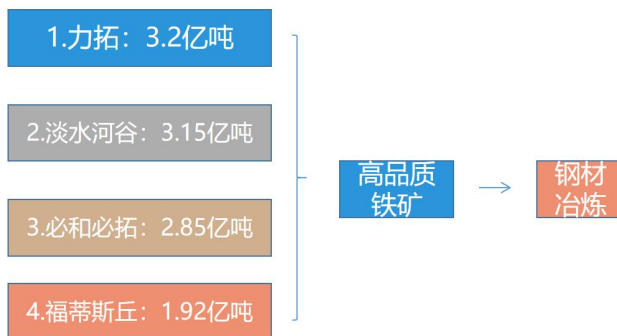 1.力拓：3.2亿吨
2.淡水河谷：3.15亿吨
3.必和必拓：2.85亿吨
4.福蒂斯丘：1.92亿吨
高品质
铁矿
钢材
冶炼